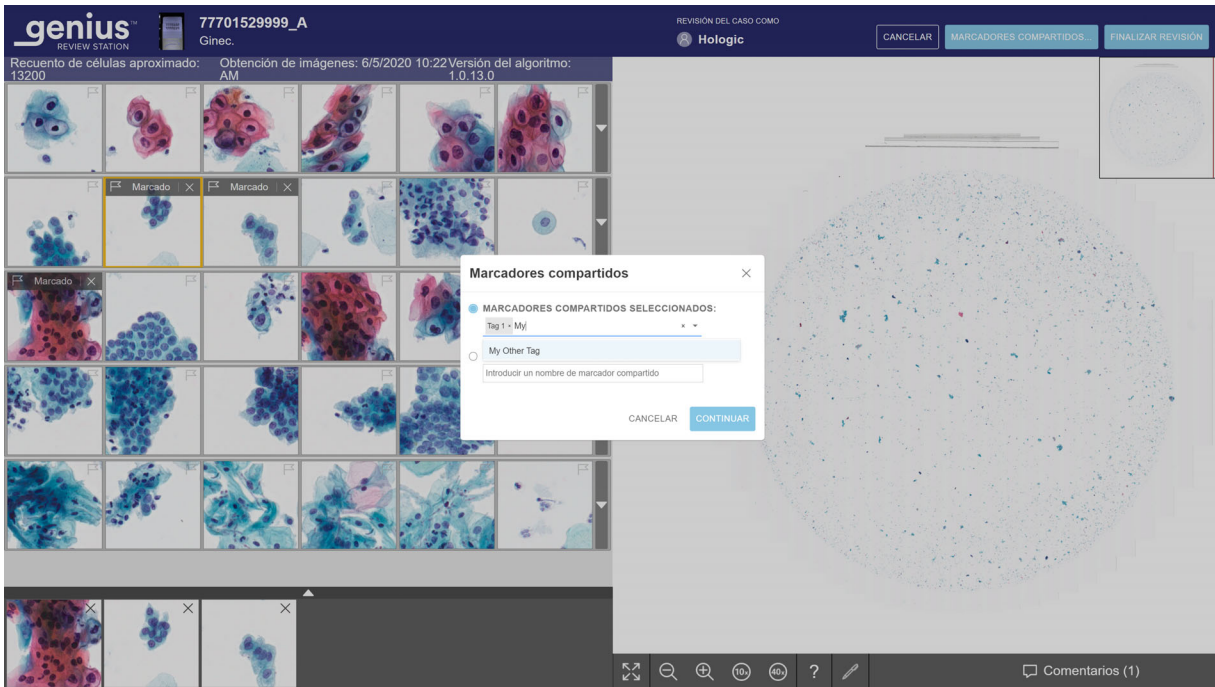 genius™
REVIEW STATION
77701529999_A
Ginec.
REVISIÓN DEL CASO COMO
Hologic
CANCELAR
MARCADORES COMPARTIDOS...
FINALIZAR REVISIÓN
Recuento de células aproximado: 13200
Obtención de imágenes: 6/5/2020 10:22 AM
Versión del algoritmo: 1.0.13.0
Marcado
Marcado
Marcado
Marcadores compartidos
MARCADORES COMPARTIDOS SELECCIONADOS:
Tag 1 × My
My Other Tag
Introducir un nombre de marcador compartido
CANCELAR
CONTINUAR
10x
40x
?
Comentarios (1)